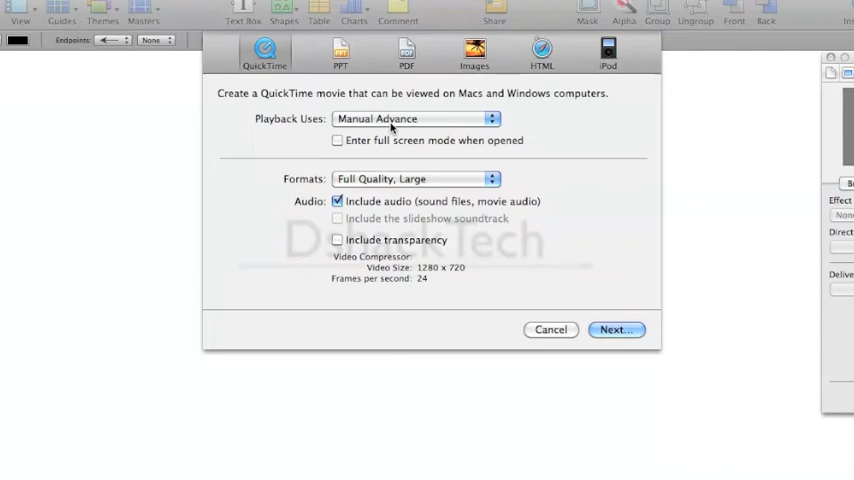 View Guides Themes Masters Text Box Shapes Table Charts Comment Share Mask Alpha Group Ungroup Front Back
Endpoints: None
QuickTime PPT PDF Images HTML iPod
Create a QuickTime movie that can be viewed on Macs and Windows computers.
Playback Uses: Manual Advance
Enter full screen mode when opened
Formats: Full Quality, Large
Audio: Include audio (sound files, movie audio)
Include the slideshow soundtrack
Include transparency
DshackTech
Video Compressor:
Video Size: 1280 x 720
Frames per second: 24
Cancel Next...
Effect
None
Direct
Deliver